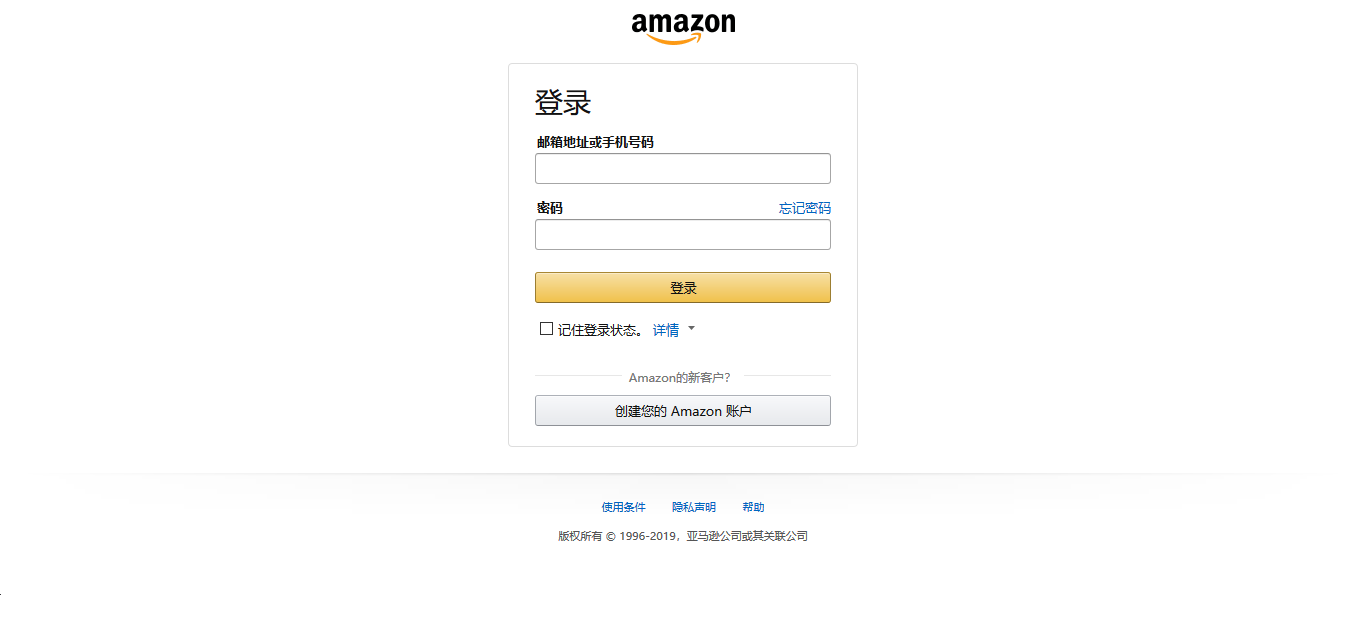 amazon
登录
邮箱地址或手机号码
密码 忘记密码
登录
记住登录状态。 详情
Amazon的新客户?
创建您的 Amazon 账户
使用条件 隐私声明 帮助
版权所有 © 1996-2019，亚马逊公司或其关联公司